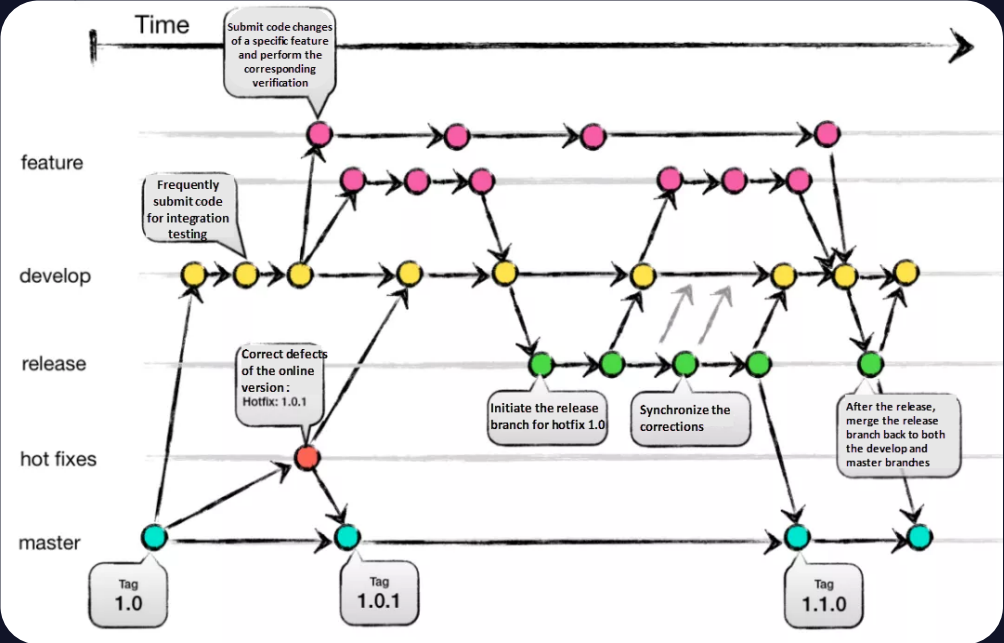 Time
Submit code changes
of a specific feature
and perform the
corresponding
verification
feature
Frequently
submit code
for integration
testing
develop
release
Correct defects
of the online
version :
Hotfix: 1.0.1
Initiate the release
branch for hotfix 1.0
Synchronize the
corrections
After the release,
merge the release
branch back to both
the develop and
master branches
hot fixes
master
Tag
1.0
Tag
1.0.1
Tag
1.1.0